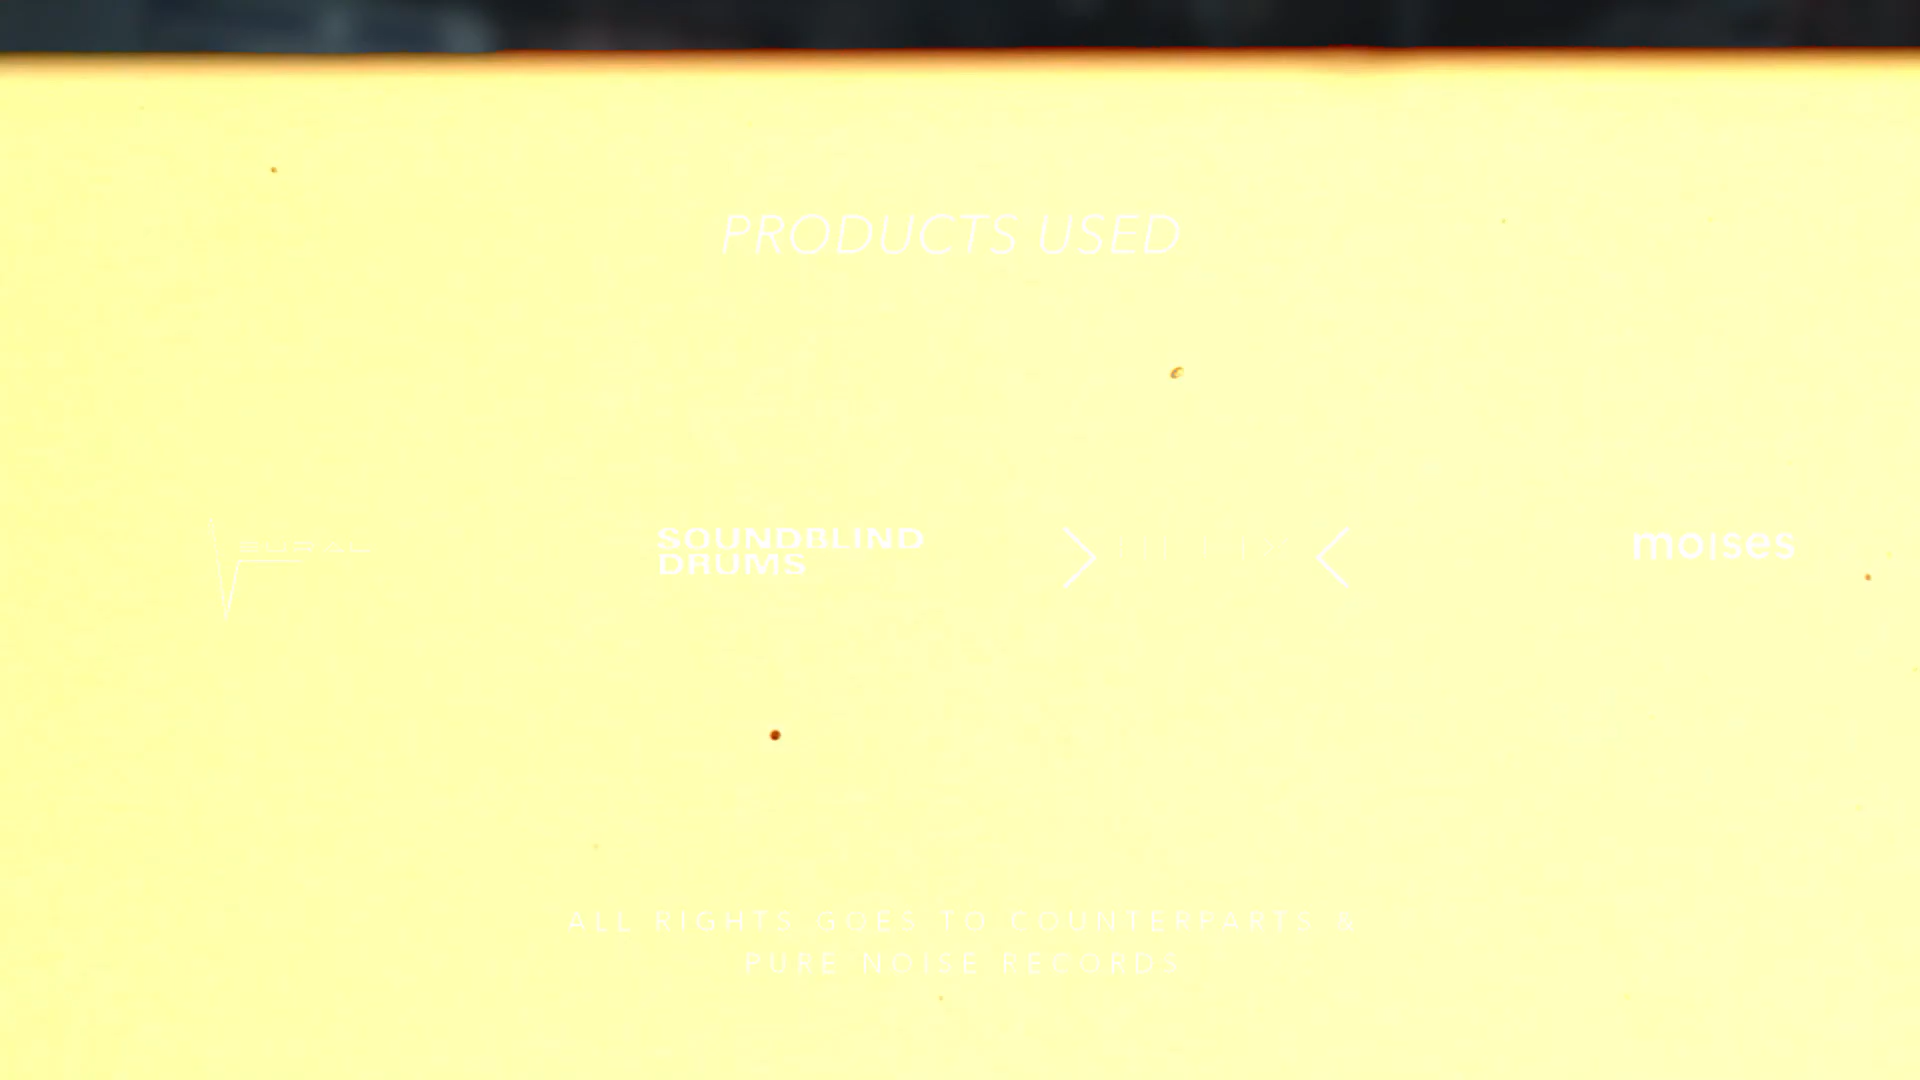 PRODUCTS USED
SOUNDBLIND
DRUMS
moises
ALL RIGHTS GOES TO COUNTERPARTS &
PURE NOISE RECORDS